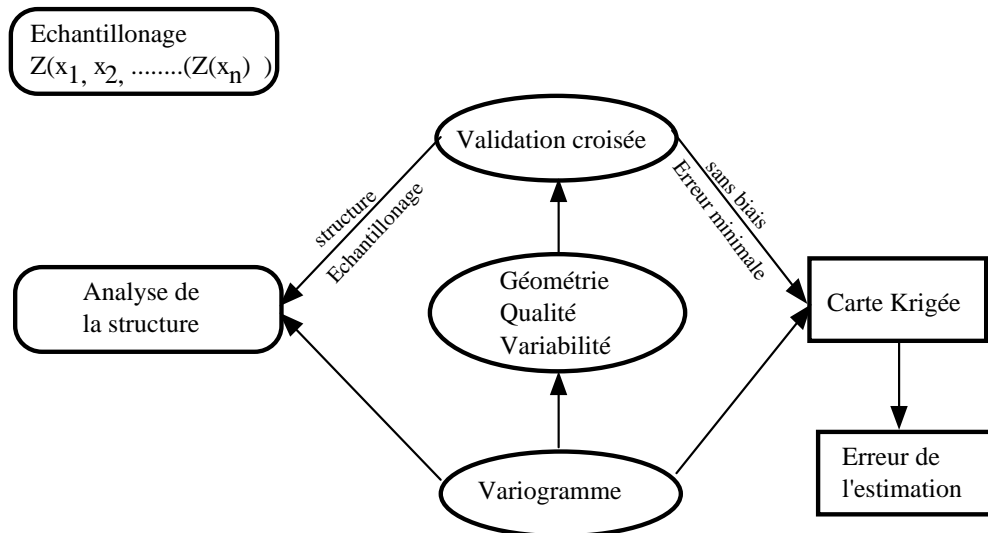 Echantillonage
Z(x1, x2, ........(Z(xn) )
Validation croisée
structure
Echantillonage
sans biais
Erreur minimale
Analyse de
la structure
Géométrie
Qualité
Variabilité
Carte Krigée
Variogramme
Erreur de
l'estimation